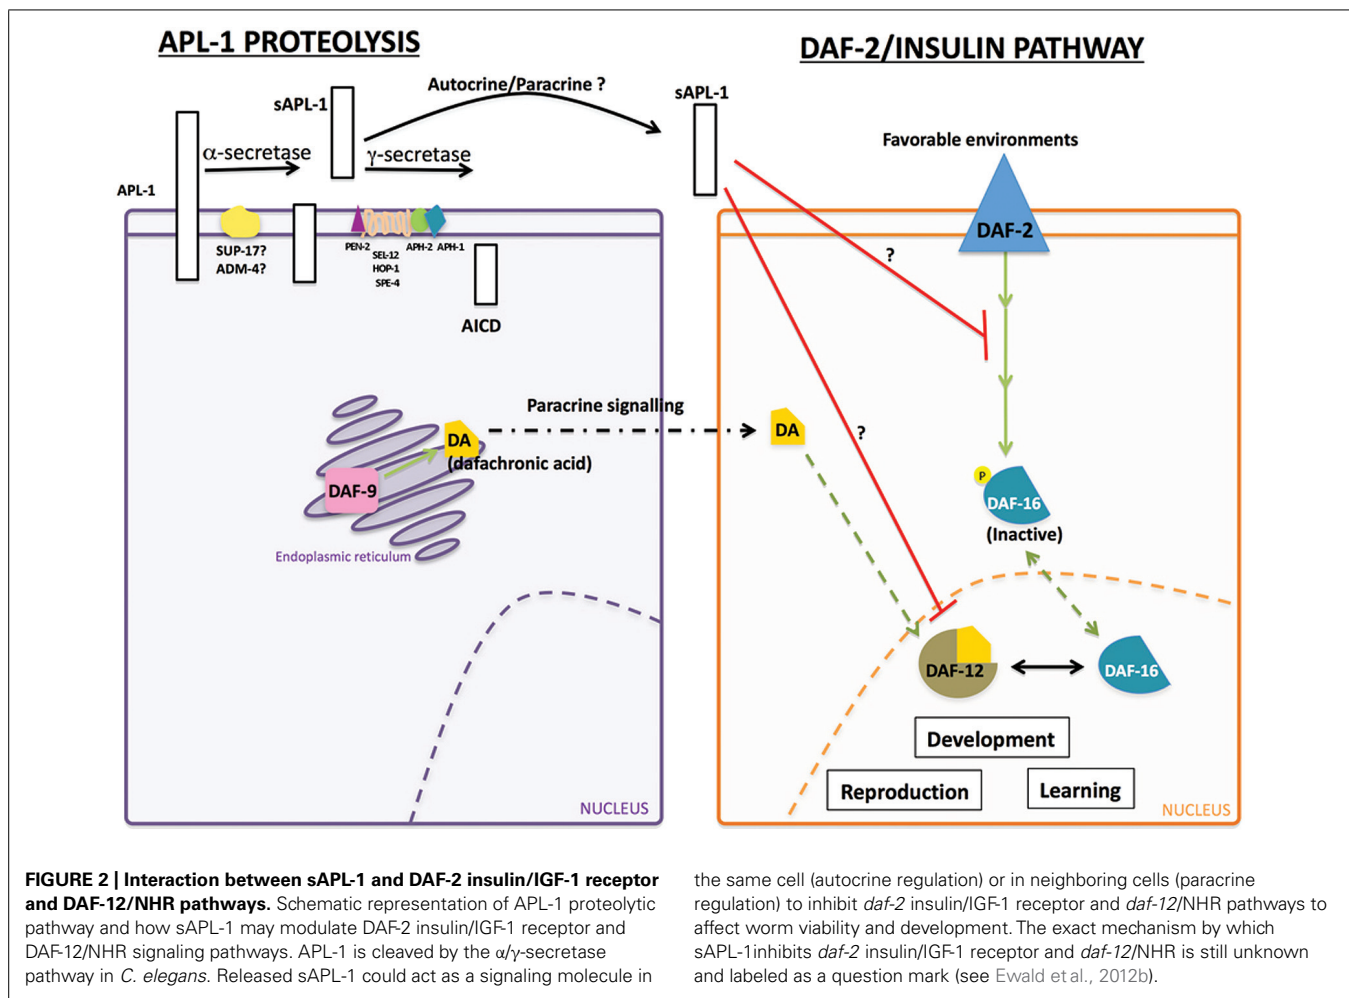 APL-1 PROTEOLYSIS
DAF-2/INSULIN PATHWAY
sAPL-1
Autocrine/Paracrine ?
sAPL-1
α-secretase
γ-secretase
APL-1
SUP-17?
ADM-4?
PEN-2
SEL-12
HOP-1
SPE-4
APH-2
APH-1
AICD
Favorable environments
DAF-2
?
?
Paracrine signalling
DA
(dafachronic acid)
DAF-9
Endoplasmic reticulum
NUCLEUS
DA
P
DAF-16
(Inactive)
DAF-12
DAF-16
Development
Reproduction
Learning
NUCLEUS
FIGURE 2 | Interaction between sAPL-1 and DAF-2 insulin/IGF-1 receptor
and DAF-12/NHR pathways. Schematic representation of APL-1 proteolytic
pathway and how sAPL-1 may modulate DAF-2 insulin/IGF-1 receptor and
DAF-12/NHR signaling pathways. APL-1 is cleaved by the α/γ-secretase
pathway in C. elegans. Released sAPL-1 could act as a signaling molecule in
the same cell (autocrine regulation) or in neighboring cells (paracrine
regulation) to inhibit daf-2 insulin/IGF-1 receptor and daf-12/NHR pathways to
affect worm viability and development. The exact mechanism by which
sAPL-1inhibits daf-2 insulin/IGF-1 receptor and daf-12/NHR is still unknown
and labeled as a question mark (see Ewald et al., 2012b).